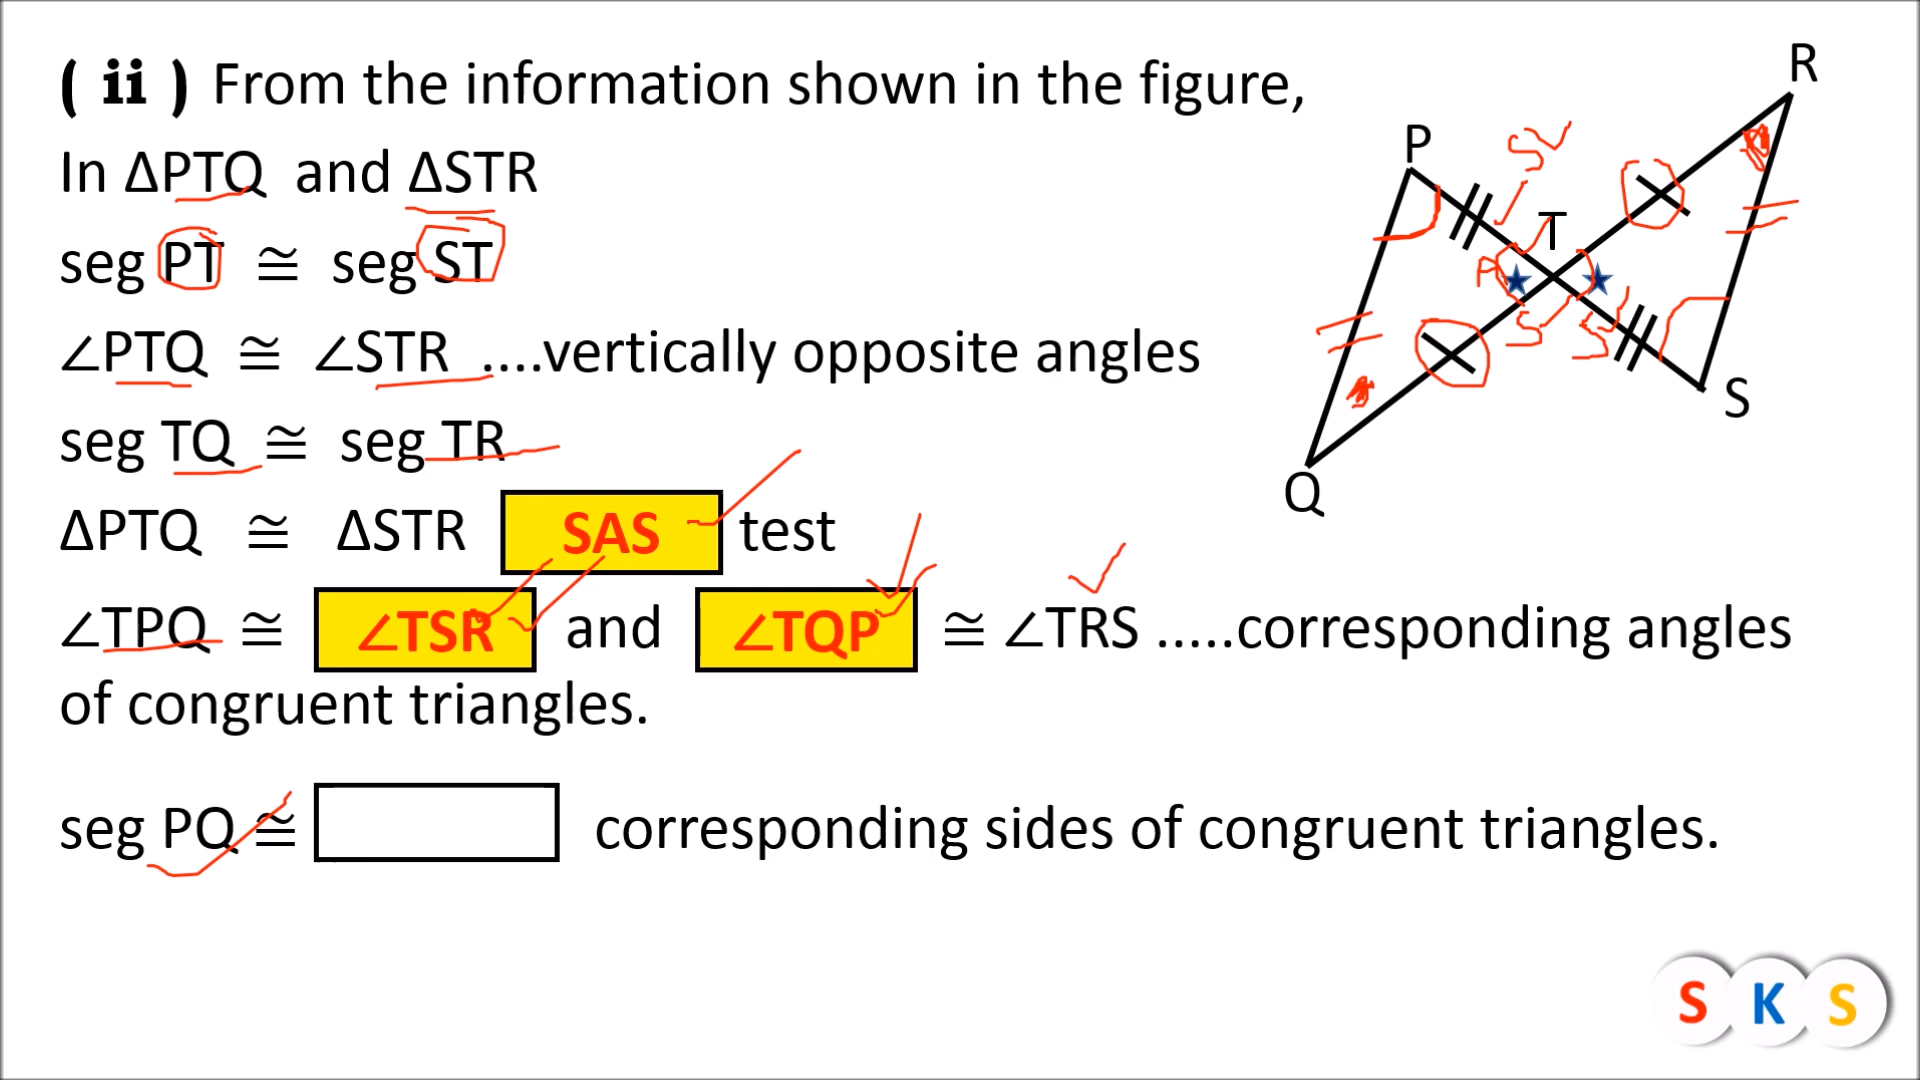 ( ii ) From the information shown in the figure,
In ΔPTQ and ΔSTR
seg PT ≅ seg ST
∠PTQ ≅ ∠STR ....vertically opposite angles
seg TQ ≅ seg TR
ΔPTQ ≅ ΔSTR SAS test
∠TPQ ≅ ∠TSR and ∠TQP ≅ ∠TRS .....corresponding angles
of congruent triangles.
seg PQ ≅ corresponding sides of congruent triangles.
R
P
S
T
A
S
S
S
Q
S K S